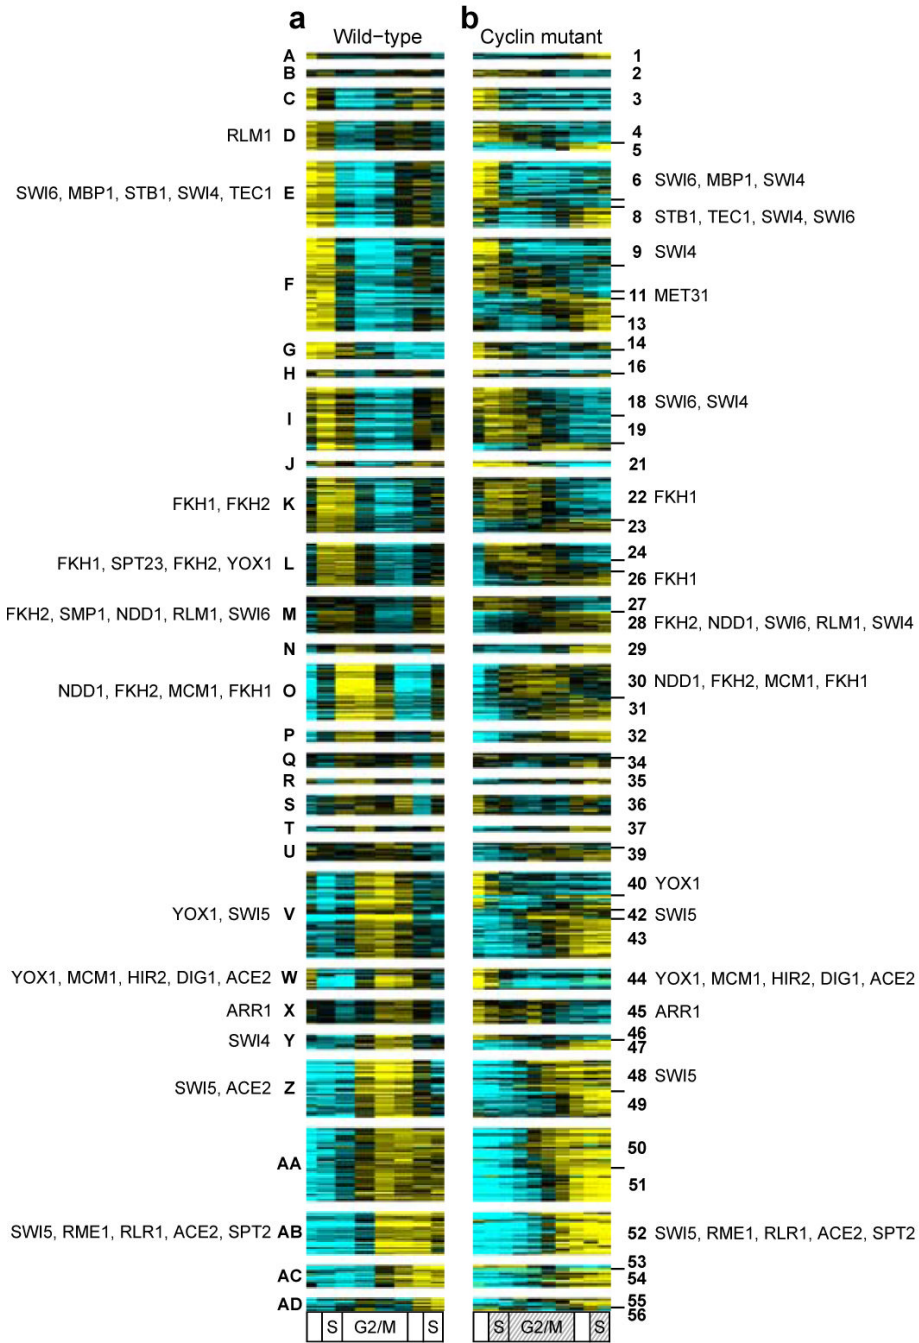 a b
Wild-type Cyclin mutant
A 1
B 2
C 3
RLM1 D 4
5
SWI6, MBP1, STB1, SWI4, TEC1 E 6 SWI6, MBP1, SWI4
8 STB1, TEC1, SWI4, SWI6
9 SWI4
F
11 MET31
13
G 14
H 16
I 18 SWI6, SWI4
19
J 21
FKH1, FKH2 K 22 FKH1
23
24
FKH1, SPT23, FKH2, YOX1 L
26 FKH1
27
FKH2, SMP1, NDD1, RLM1, SWI6 M
28 FKH2, NDD1, SWI6, RLM1, SWI4
N 29
30 NDD1, FKH2, MCM1, FKH1
NDD1, FKH2, MCM1, FKH1 O
31
P 32
Q 34
R 35
S 36
T 37
U 39
40 YOX1
YOX1, SWI5 V 42 SWI5
43
YOX1, MCM1, HIR2, DIG1, ACE2 W 44 YOX1, MCM1, HIR2, DIG1, ACE2
ARR1 X 45 ARR1
46
SWI4 Y 47
48 SWI5
SWI5, ACE2 Z
49
50
AA
51
SWI5, RME1, RLR1, ACE2, SPT2 AB 52 SWI5, RME1, RLR1, ACE2, SPT2
53
AC 54
AD 55
56
S G2/M S S G2/M S